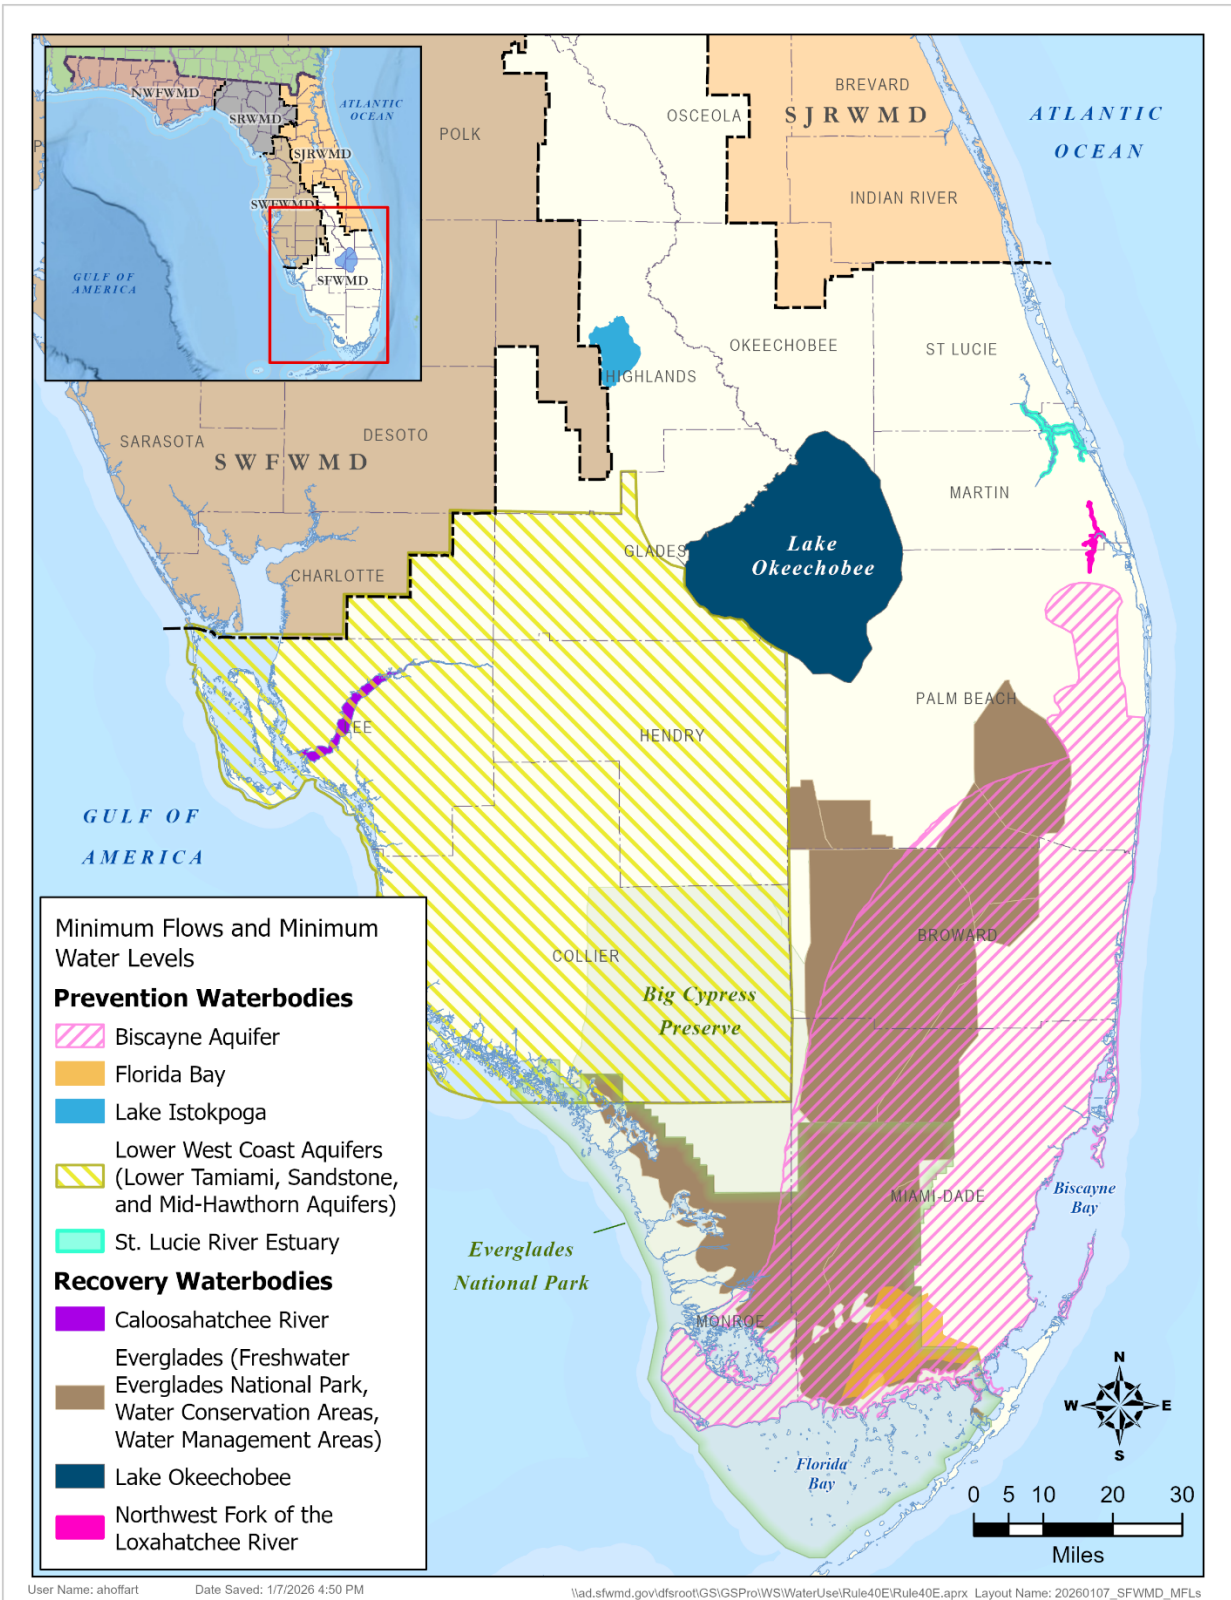 NWFWMD
SRWMD
SJRWMD
SWFWMD
SFWMD
ATLANTIC
OCEAN
GULF OF
AMERICA
POLK
OSCEOLA
BREVARD
SJRWMD
INDIAN RIVER
ATLANTIC
OCEAN
OKEECHOBEE
ST LUCIE
HIGHLANDS
SARASOTA
DESOTO
SWFWMD
MARTIN
GLADES
Lake
Okeechobee
CHARLOTTE
PALM BEACH
EE
HENDRY
GULF OF
AMERICA
BROWARD
COLLIER
Big Cypress
Preserve
MIAMI-DADE
Biscayne
Bay
Everglades
National Park
MONROE
Florida
Bay
Minimum Flows and Minimum
Water Levels
Prevention Waterbodies
Biscayne Aquifer
Florida Bay
Lake Istokpoga
Lower West Coast Aquifers
(Lower Tamiami, Sandstone,
and Mid-Hawthorn Aquifers)
St. Lucie River Estuary
Recovery Waterbodies
Caloosahatchee River
Everglades (Freshwater
Everglades National Park,
Water Conservation Areas,
Water Management Areas)
Lake Okeechobee
Northwest Fork of the
Loxahatchee River
N
W E
S
0 5 10 20 30
Miles
User Name: ahoffart Date Saved: 1/7/2026 4:50 PM \\ad.sfwmd.gov\dfsroot\GS\GSPro\WS\WaterUse\Rule40E\Rule40E.aprx Layout Name: 20260107_SFWMD_MFLs